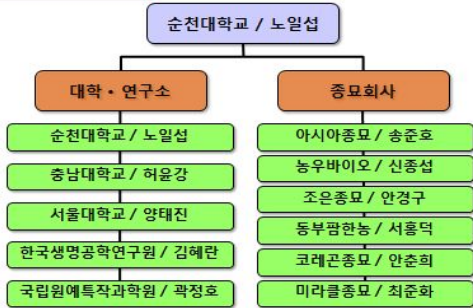 순천대학교 / 노일섭
대학 · 연구소
순천대학교 / 노일섭
충남대학교 / 허윤강
서울대학교 / 양태진
한국생명공학연구원 / 김혜란
국립원예특작과학원 / 곽정호
종묘회사
아시아종묘 / 송준호
농우바이오 / 신종섭
조은종묘 / 안경구
동부팜한농 / 서홍덕
코레곤종묘 / 안춘희
미라클종묘 / 최준화